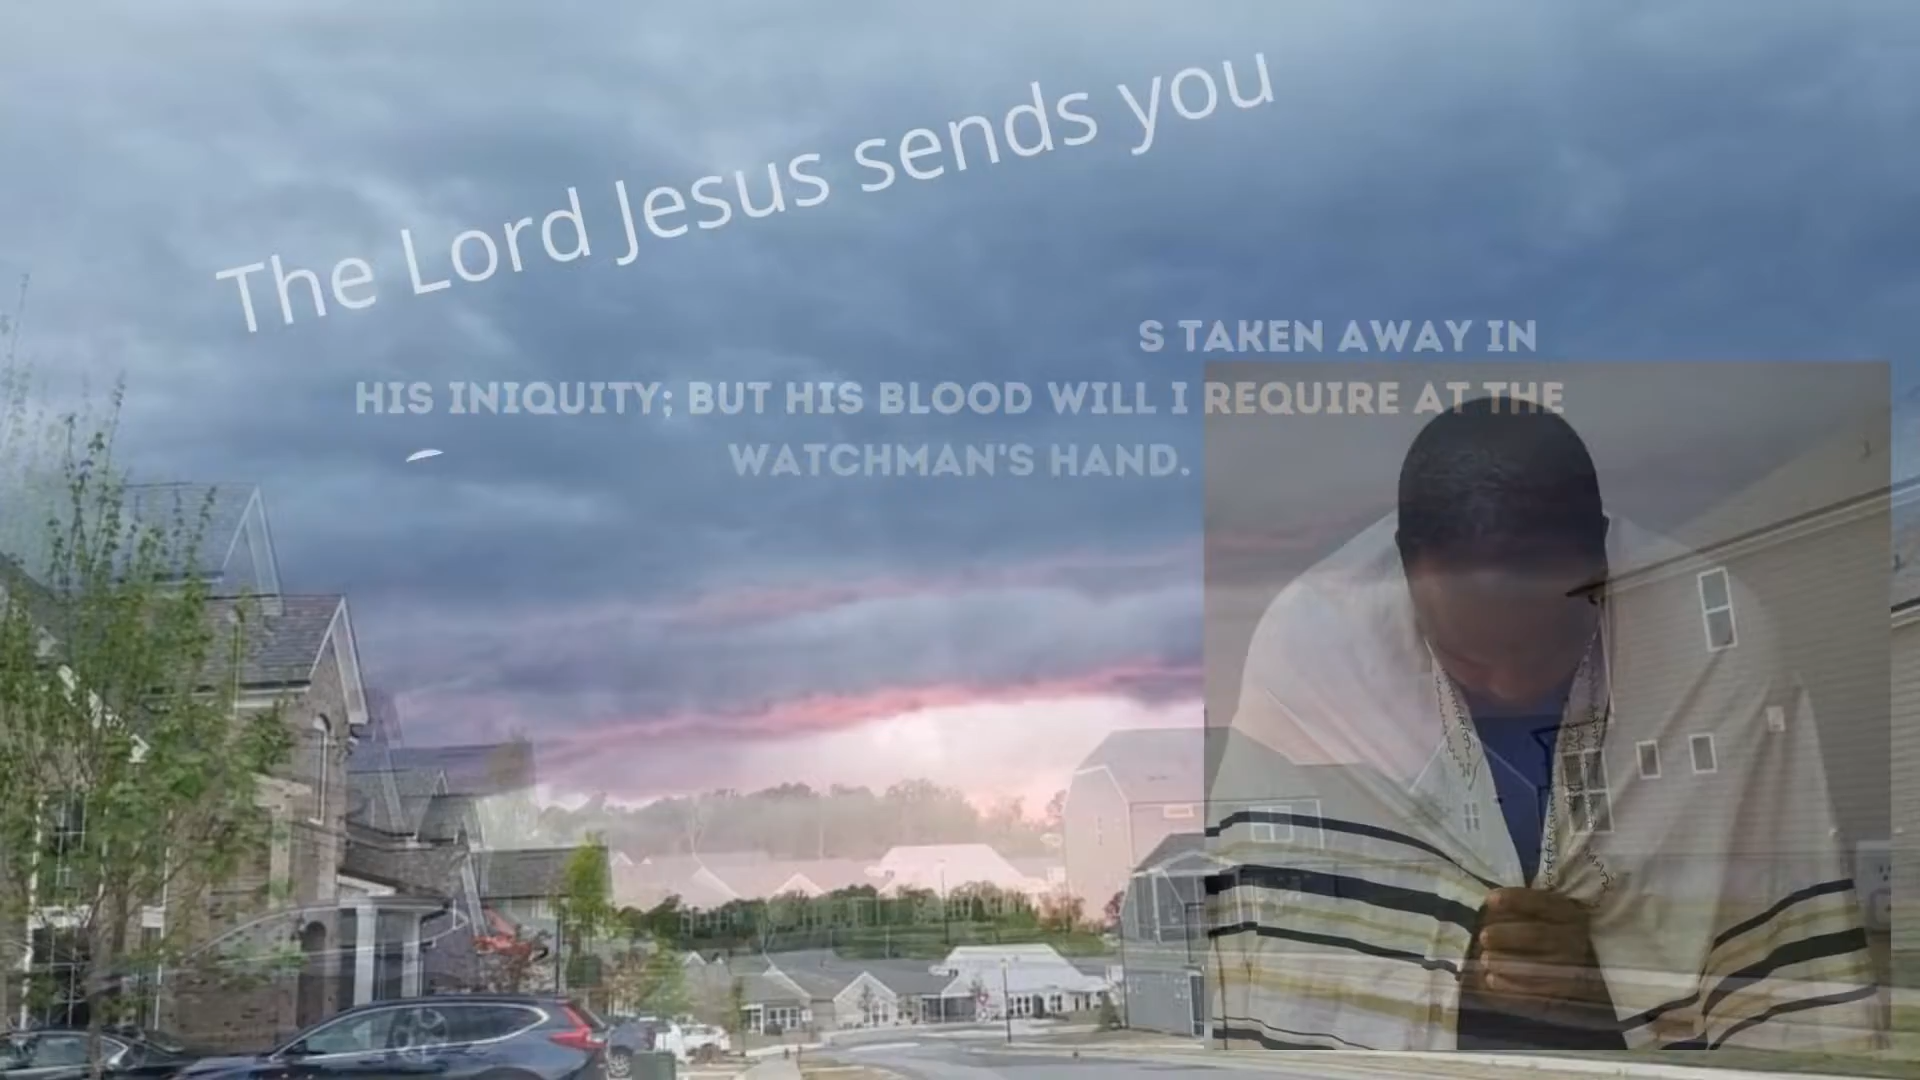 The Lord Jesus sends you
S TAKEN AWAY IN
HIS INIQUITY; BUT HIS BLOOD WILL I REQUIRE AT THE
WATCHMAN'S HAND.